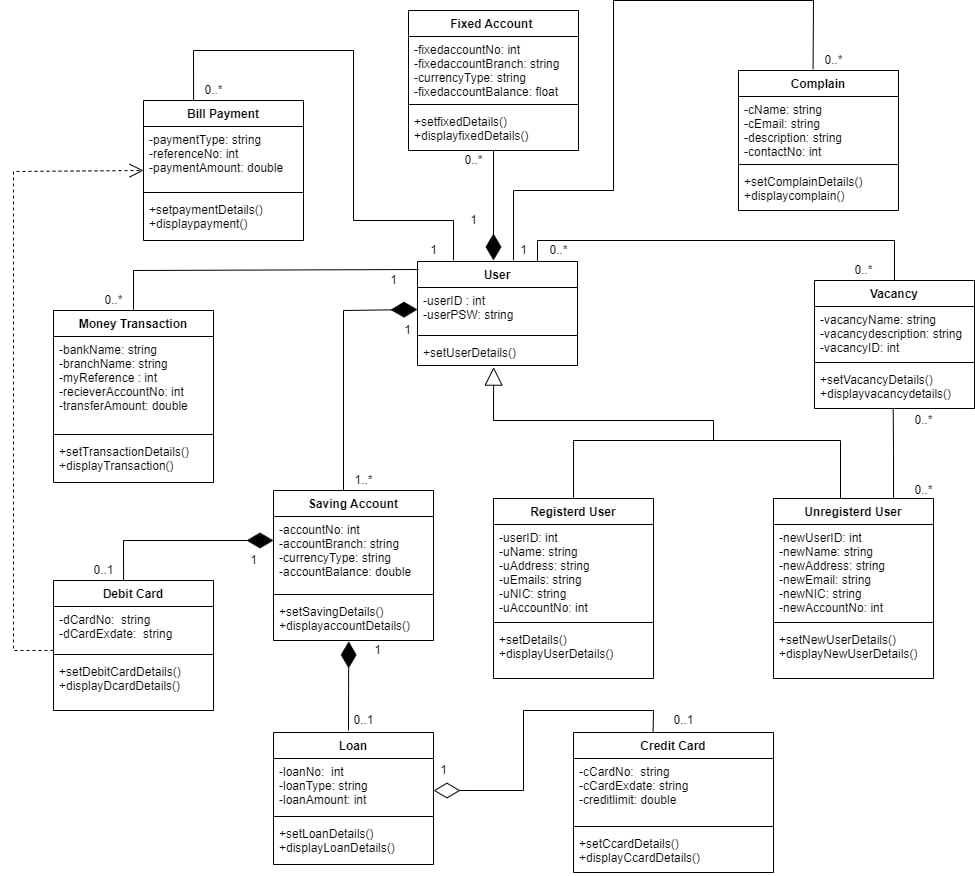 Fixed Account
-fixedaccountNo: int
-fixedaccountBranch: string
-currencyType: string
-fixedaccountBalance: float
+setfixedDetails()
+displayfixedDetails()
0..*
1
0..*
Complain
-cName: string
-cEmail: string
-description: string
-contactNo: int
+setComplainDetails()
+displaycomplain()
1
0..*
Bill Payment
-paymentType: string
-referenceNo: int
-paymentAmount: double
+setpaymentDetails()
+displaypayment()
1
User
-userID : int
-userPSW: string
+setUserDetails()
0..*
0..*
Vacancy
-vacancyName: string
-vacancydescription: string
-vacancyID: int
+setVacancyDetails()
+displayvacancydetails()
0..*
0..*
1
0..*
Money Transaction
-bankName: string
-branchName: string
-myReference : int
-recieverAccountNo: int
-transferAmount: double
+setTransactionDetails()
+displayTransaction()
1
1..*
Saving Account
-accountNo: int
-accountBranch: string
-currencyType: string
-accountBalance: double
+setSavingDetails()
+displayaccountDetails()
Registerd User
-userID: int
-uName: string
-uAddress: string
-uEmails: string
-uNIC: string
-uAccountNo: int
+setDetails()
+displayUserDetails()
Unregisterd User
-newUserID: int
-newName: string
-newAddress: string
-newEmail: string
-newNIC: string
-newAccountNo: int
+setNewUserDetails()
+displayNewUserDetails()
1
0..1
Debit Card
-dCardNo:  string
-dCardExdate:  string
+setDebitCardDetails()
+displayDcardDetails()
1
0..1
Loan
-loanNo:  int
-loanType: string
-loanAmount: int
+setLoanDetails()
+displayLoanDetails()
1
0..1
Credit Card
-cCardNo:  string
-cCardExdate: string
-creditlimit: double
+setCcardDetails()
+displayCcardDetails()